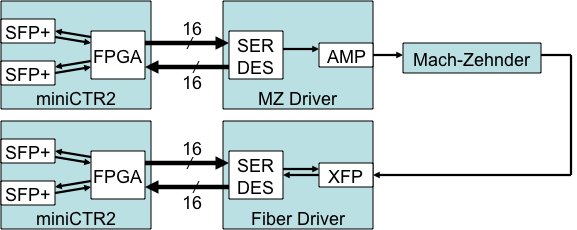 SFP+
SFP+
FPGA
miniCTR2
16
16
SER
DES
AMP
MZ Driver
Mach-Zehnder
SFP+
SFP+
FPGA
miniCTR2
16
16
SER
DES
XFP
Fiber Driver